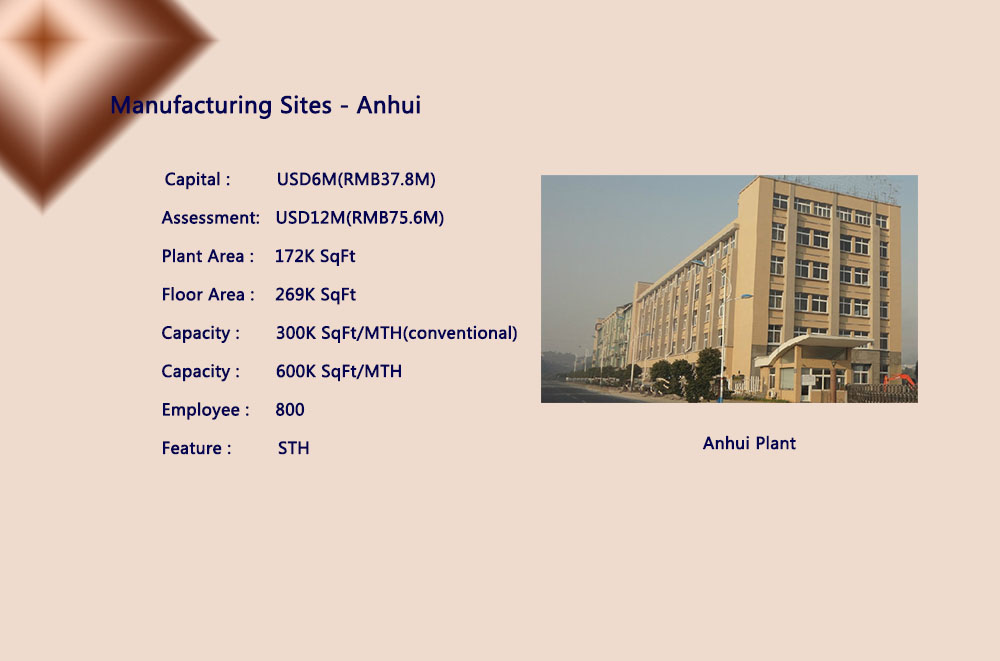 Manufacturing Sites - Anhui
Capital : USD6M(RMB37.8M)
Assessment: USD12M(RMB75.6M)
Plant Area : 172K SqFt
Floor Area : 269K SqFt
Capacity : 300K SqFt/MTH(conventional)
Capacity : 600K SqFt/MTH
Employee : 800
Feature : STH
Anhui Plant